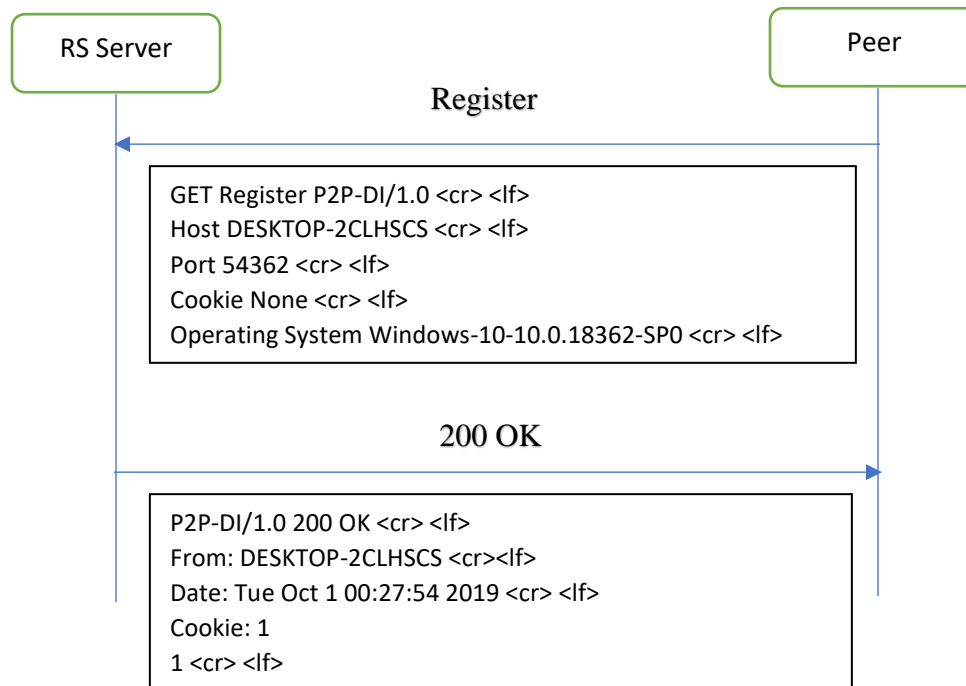 RS Server
Peer
Register
GET Register P2P-DI/1.0 <cr> <lf>
Host DESKTOP-2CLHSCS <cr> <lf>
Port 54362 <cr> <lf>
Cookie None <cr> <lf>
Operating System Windows-10-10.0.18362-SP0 <cr> <lf>
200 OK
P2P-DI/1.0 200 OK <cr> <lf>
From: DESKTOP-2CLHSCS <cr><lf>
Date: Tue Oct 1 00:27:54 2019 <cr> <lf>
Cookie: 1
1 <cr> <lf>